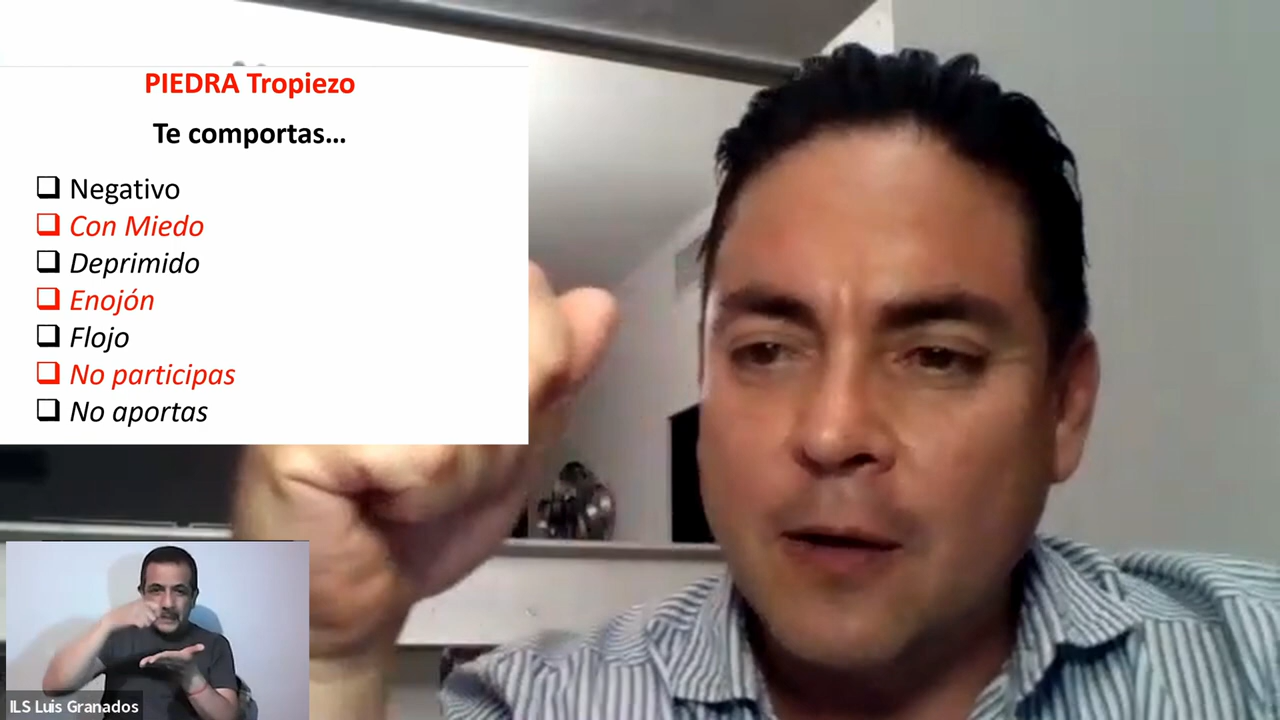 PIEDRA Tropiezo
Te comportas...
Negativo
Con Miedo
Deprimido
Enojón
Flojo
No participas
No aportas
ILS Luis Granados